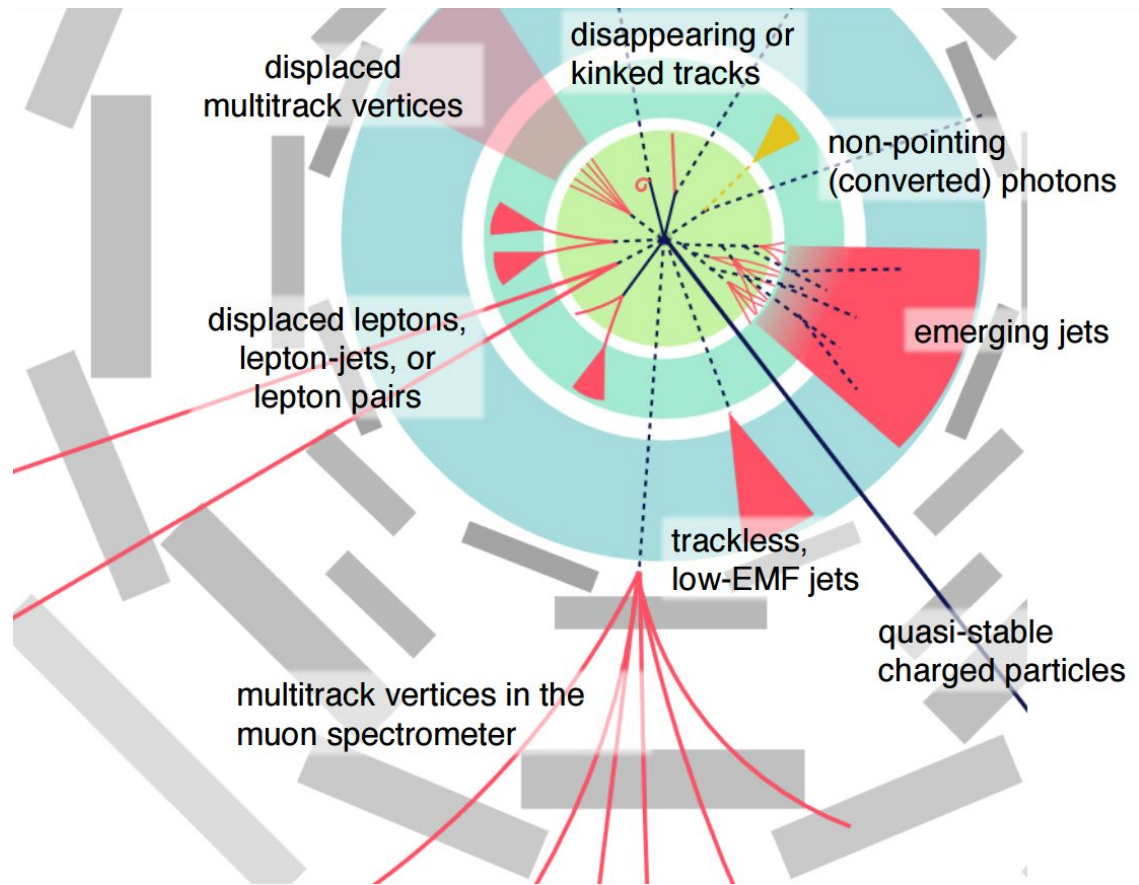 disappearing or
kinked tracks
displaced
multitrack vertices
non-pointing
(converted) photons
displaced leptons,
lepton-jets, or
lepton pairs
emerging jets
trackless,
low-EMF jets
quasi-stable
charged particles
multitrack vertices in the
muon spectrometer